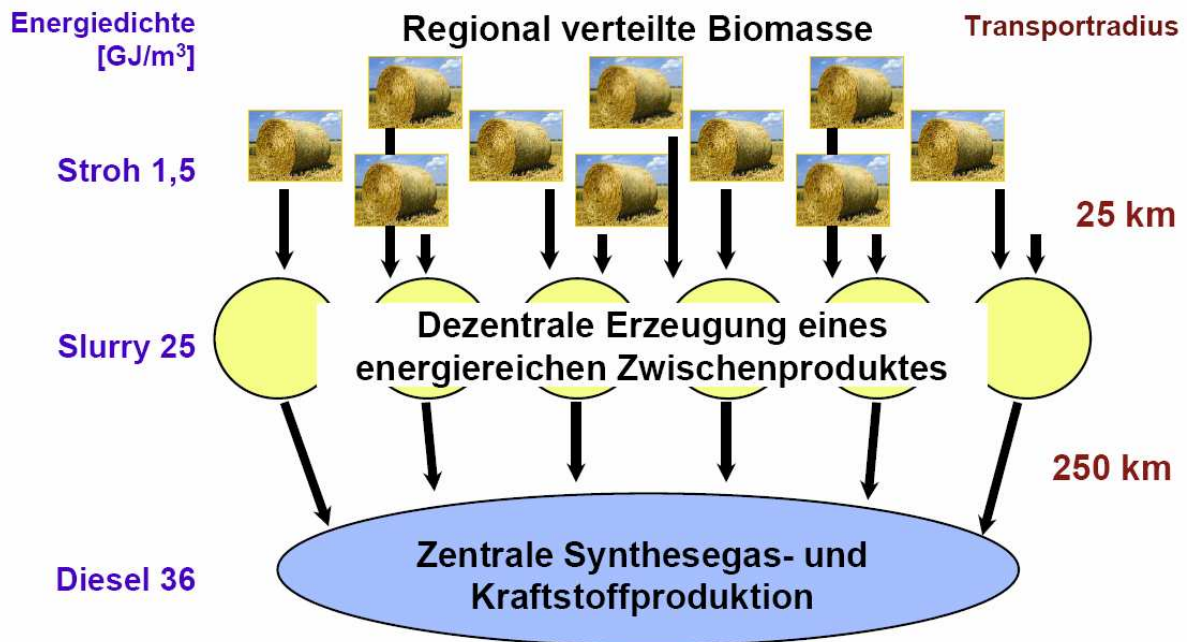 Energiedichte
[GJ/m³]
Regional verteilte Biomasse
Transportradius
Stroh 1,5
25 km
Slurry 25
Dezentrale Erzeugung eines
energiereichen Zwischenproduktes
250 km
Diesel 36
Zentrale Synthesegas- und
Kraftstoffproduktion